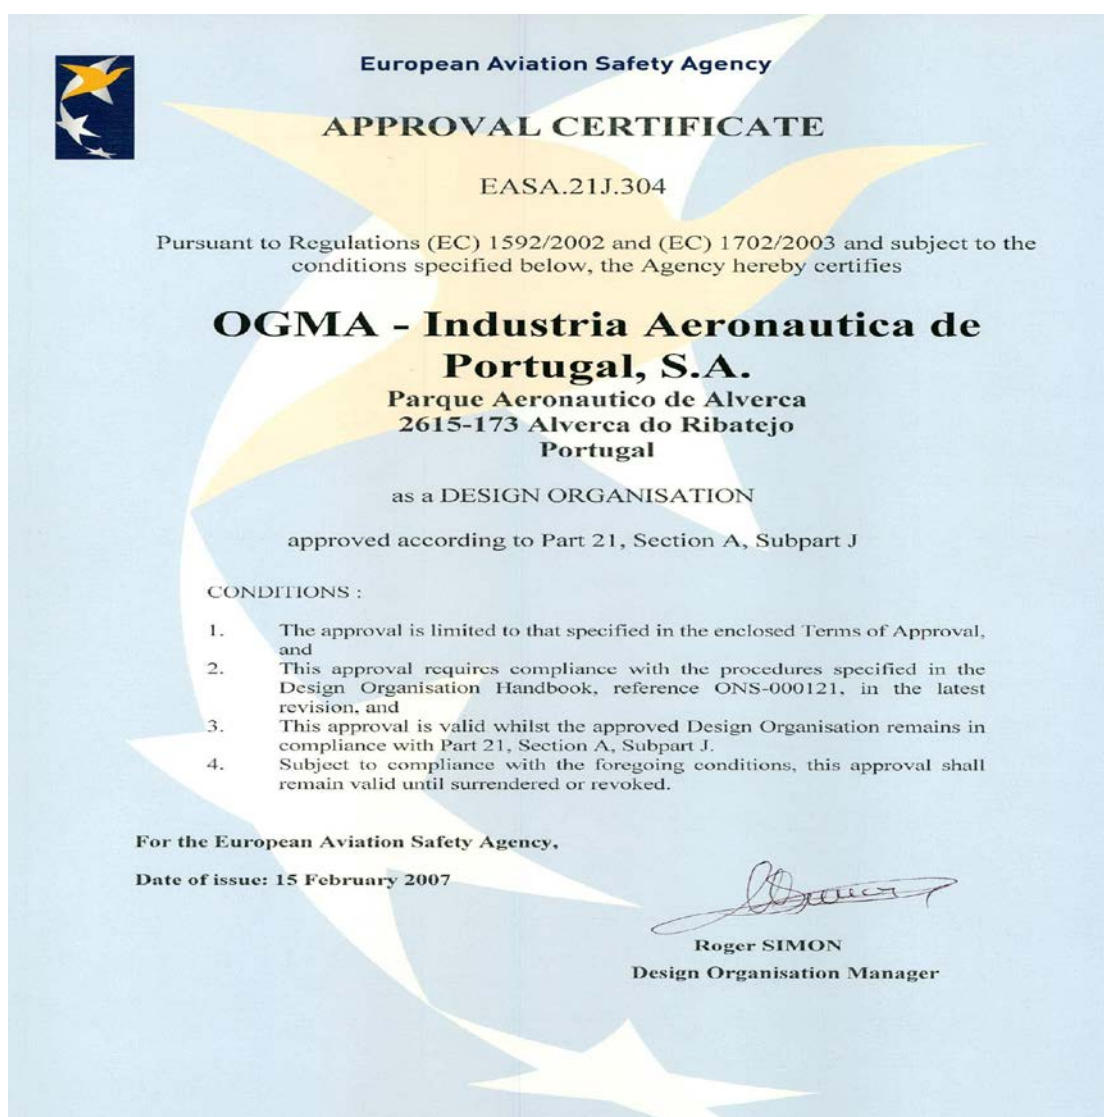 European Aviation Safety Agency
APPROVAL CERTIFICATE
EASA.21J.304
Pursuant to Regulations (EC) 1592/2002 and (EC) 1702/2003 and subject to the
conditions specified below, the Agency hereby certifies
OGMA - Industria Aeronautica de
Portugal, S.A.
Parque Aeronautico de Alverca
2615-173 Alverca do Ribatejo
Portugal
as a DESIGN ORGANISATION
approved according to Part 21, Section A, Subpart J
CONDITIONS :
1. The approval is limited to that specified in the enclosed Terms of Approval,
and
2. This approval requires compliance with the procedures specified in the
Design Organisation Handbook, reference ONS-000121, in the latest
revision, and
3. This approval is valid whilst the approved Design Organisation remains in
compliance with Part 21, Section A, Subpart J.
4. Subject to compliance with the foregoing conditions, this approval shall
remain valid until surrendered or revoked.
For the European Aviation Safety Agency,
Date of issue: 15 February 2007
Roger SIMON
Design Organisation Manager